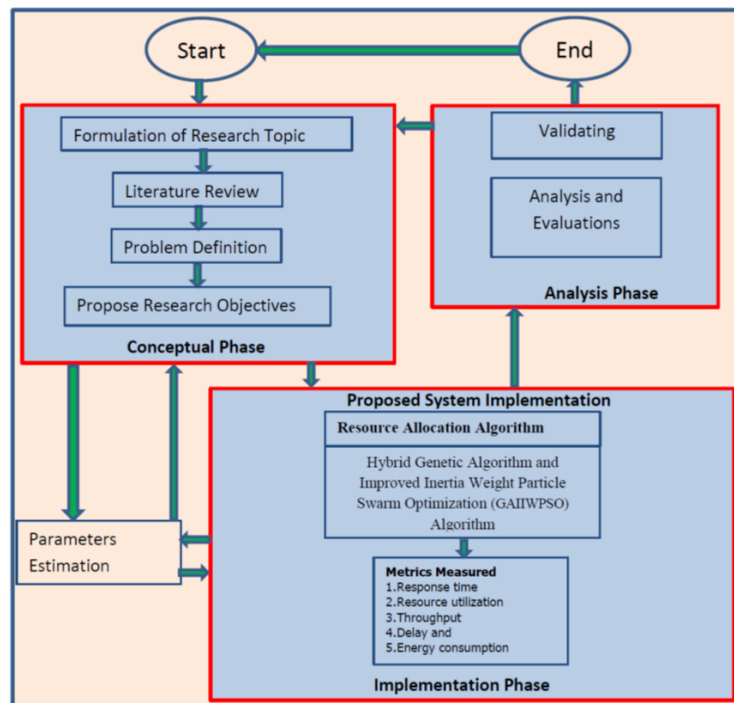 Start
End
Formulation of Research Topic
Literature Review
Problem Definition
Propose Research Objectives
Conceptual Phase
Validating
Analysis and
Evaluations
Analysis Phase
Proposed System Implementation
Resource Allocation Algorithm
Hybrid Genetic Algorithm and
Improved Inertia Weight Particle
Swarm Optimization (GAIIWPSO)
Algorithm
Parameters
Estimation
Metrics Measured
1.Response time
2.Resource utilization
3.Throughput
4.Delay and
5.Energy consumption
Implementation Phase